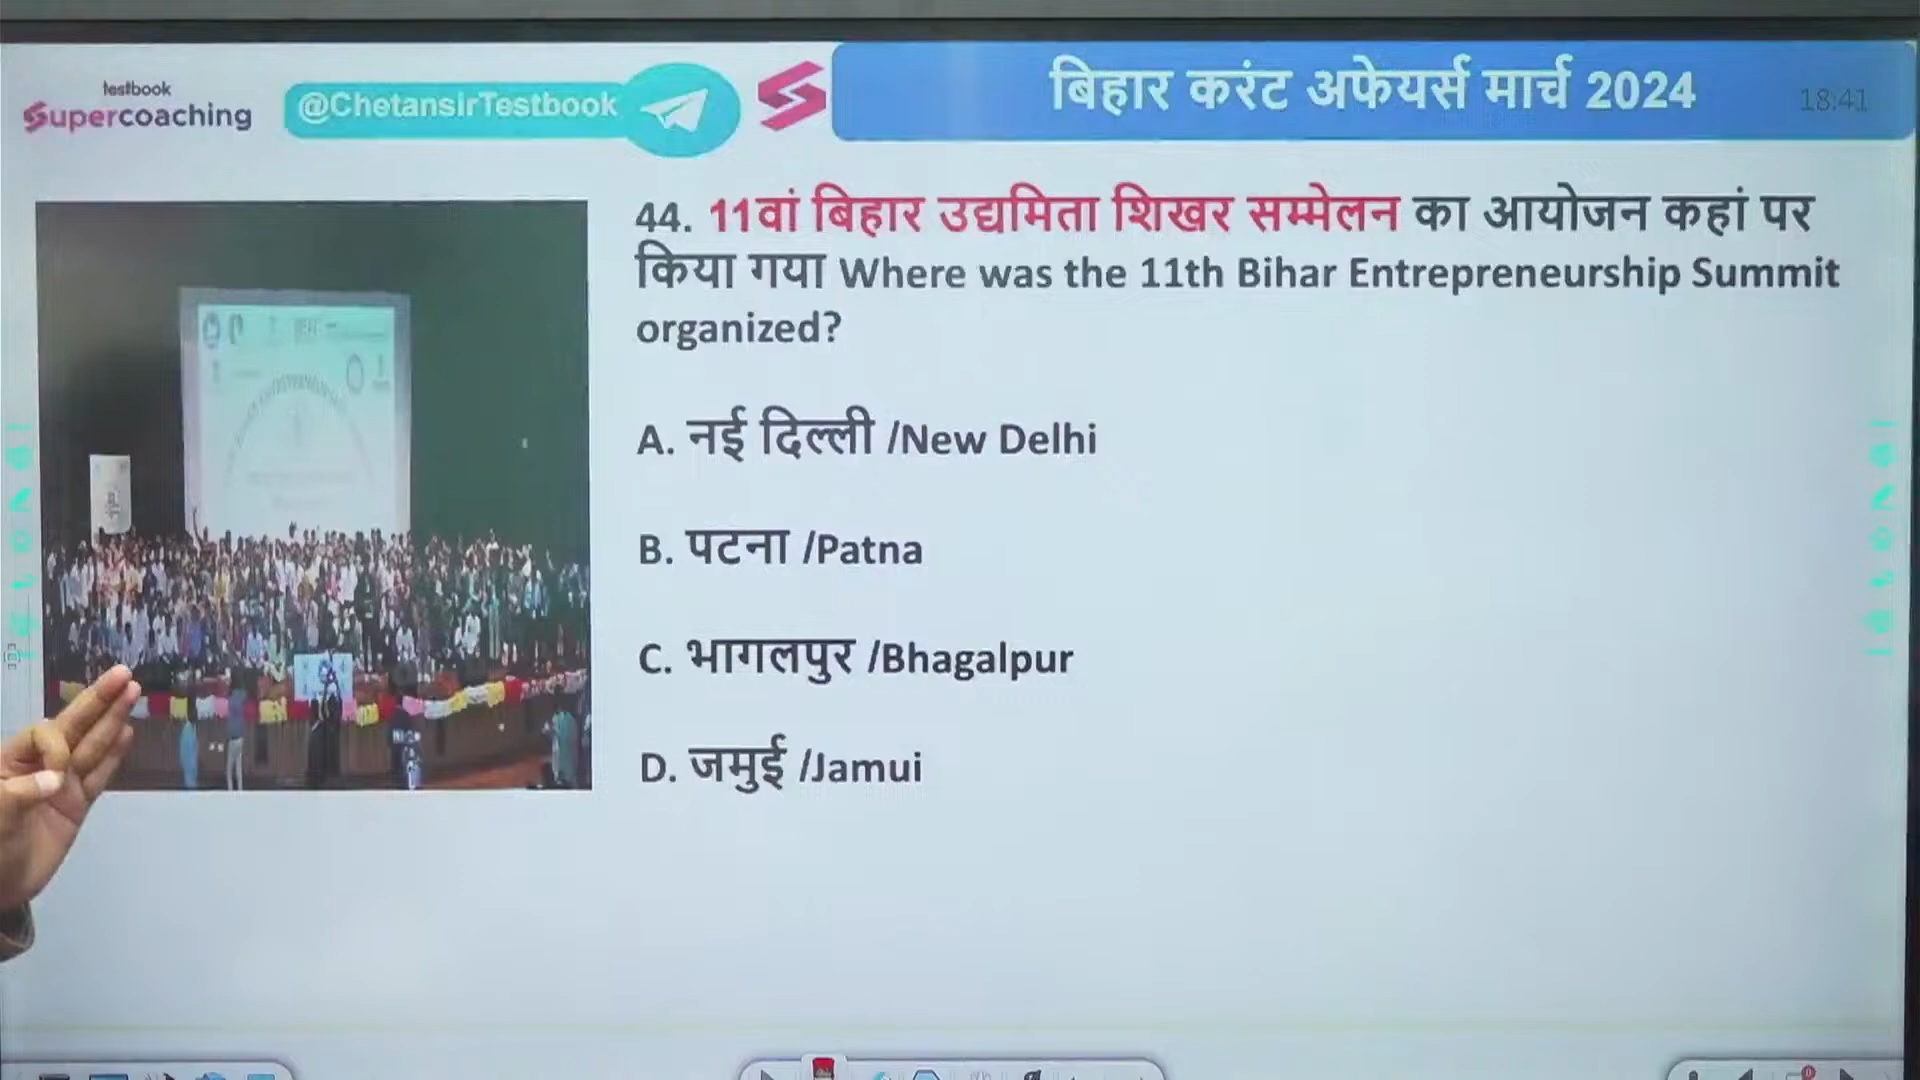 testbook
Supercoaching
@ChetansirTestbook
बिहार करंट अफेयर्स मार्च 2024
18:41
44. 11वां बिहार उद्यमिता शिखर सम्मेलन का आयोजन कहां पर
किया गया Where was the 11th Bihar Entrepreneurship Summit
organized?
A. नई दिल्ली /New Delhi
B. पटना /Patna
C. भागलपुर /Bhagalpur
D. जमुई /Jamui